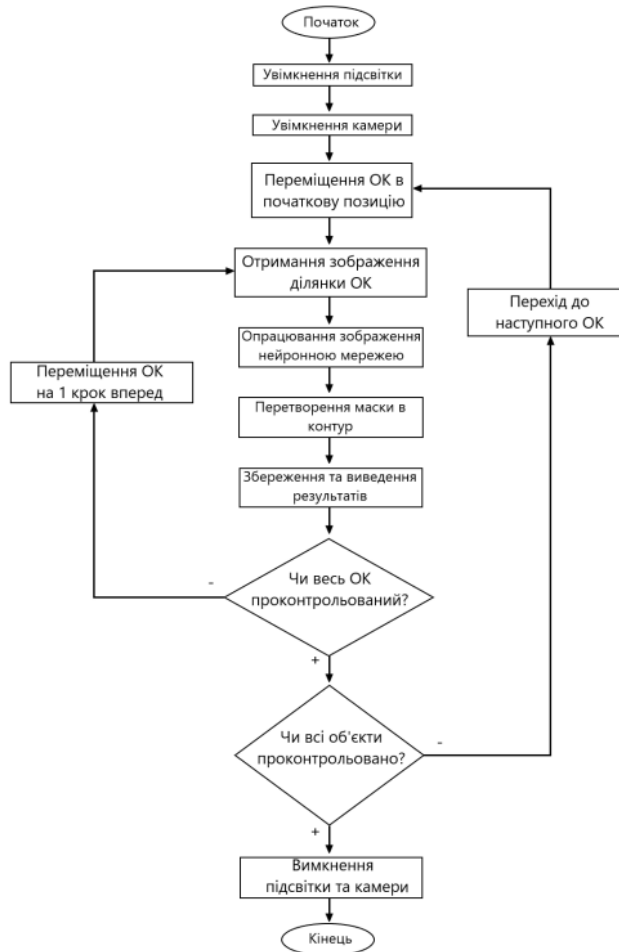 Початок
Увімкнення підсвітки
Увімкнення камери
Переміщення ОК в
початкову позицію
Отримання зображення
ділянки ОК
Перехід до
наступного ОК
Опрацювання зображення
нейронною мережею
Переміщення ОК
на 1 крок вперед
Перетворення маски в
контур
Збереження та виведення
результатів
-
Чи весь ОК
проконтрольований?
+
Чи всі об'єкти
проконтрольовано?
-
+
Вимкнення
підсвітки та камери
Кінець